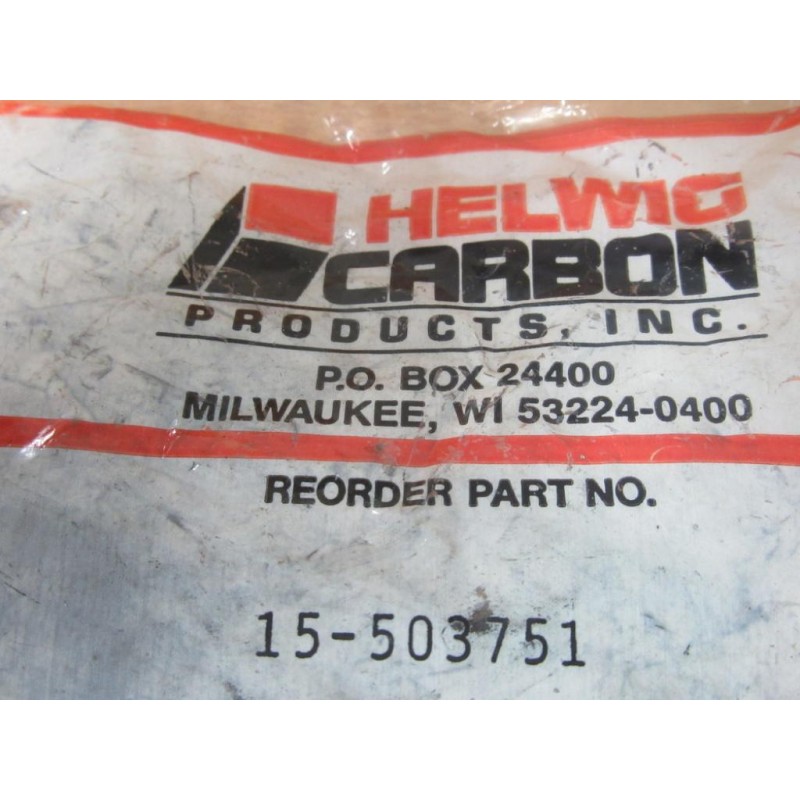 HELWIG
CARBON
PRODUCTS, INC.
P.O. BOX 24400
MILWAUKEE, WI 53224-0400
REORDER PART NO.
15-503751